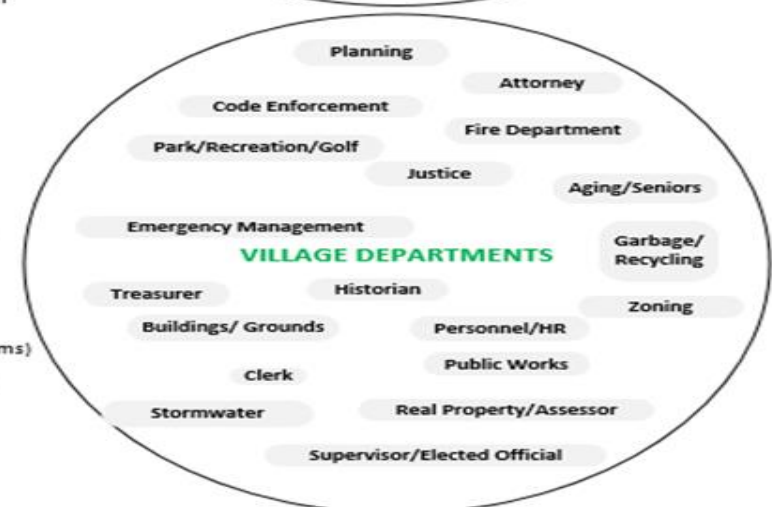 Planning
Attorney
Code Enforcement
Fire Department
Park/Recreation/Golf
Justice
Aging/Seniors
Emergency Management
Garbage/
Recycling
VILLAGE DEPARTMENTS
Historian
Treasurer
Zoning
Buildings/ Grounds
Personnel/HR
ms)
Public Works
Clerk
Stormwater
Real Property/Assessor
Supervisor/Elected Official